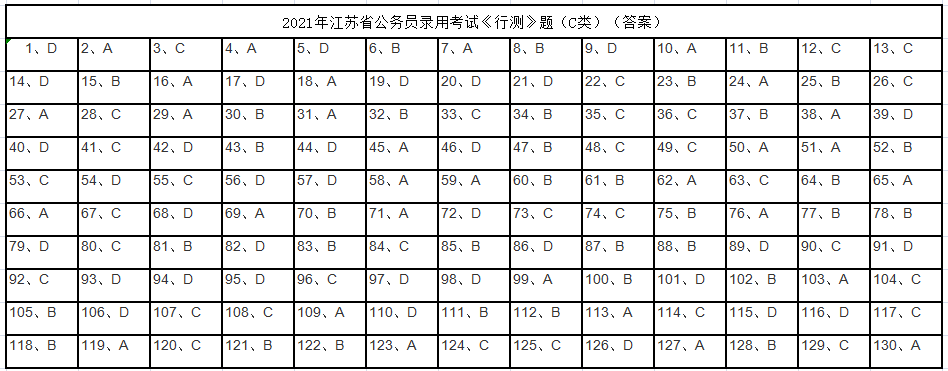 2021年江苏省公务员录用考试《行测》题（C类）（答案）
1、D 2、A 3、C 4、A 5、D 6、B 7、A 8、B 9、D 10、A 11、B 12、C 13、C
14、D 15、B 16、A 17、D 18、A 19、D 20、D 21、D 22、C 23、B 24、A 25、B 26、C
27、A 28、C 29、A 30、B 31、A 32、B 33、C 34、B 35、C 36、C 37、B 38、A 39、D
40、D 41、C 42、D 43、B 44、D 45、A 46、D 47、B 48、C 49、C 50、A 51、A 52、B
53、C 54、D 55、C 56、D 57、D 58、A 59、A 60、B 61、B 62、A 63、C 64、B 65、A
66、A 67、C 68、D 69、A 70、B 71、A 72、D 73、C 74、C 75、B 76、A 77、B 78、B
79、D 80、C 81、B 82、D 83、B 84、C 85、B 86、D 87、B 88、B 89、D 90、C 91、D
92、C 93、D 94、D 95、D 96、C 97、D 98、D 99、A 100、B 101、D 102、B 103、A 104、C
105、B 106、D 107、C 108、C 109、A 110、D 111、B 112、B 113、A 114、C 115、D 116、D 117、C
118、B 119、A 120、C 121、B 122、B 123、A 124、C 125、C 126、D 127、A 128、B 129、C 130、A